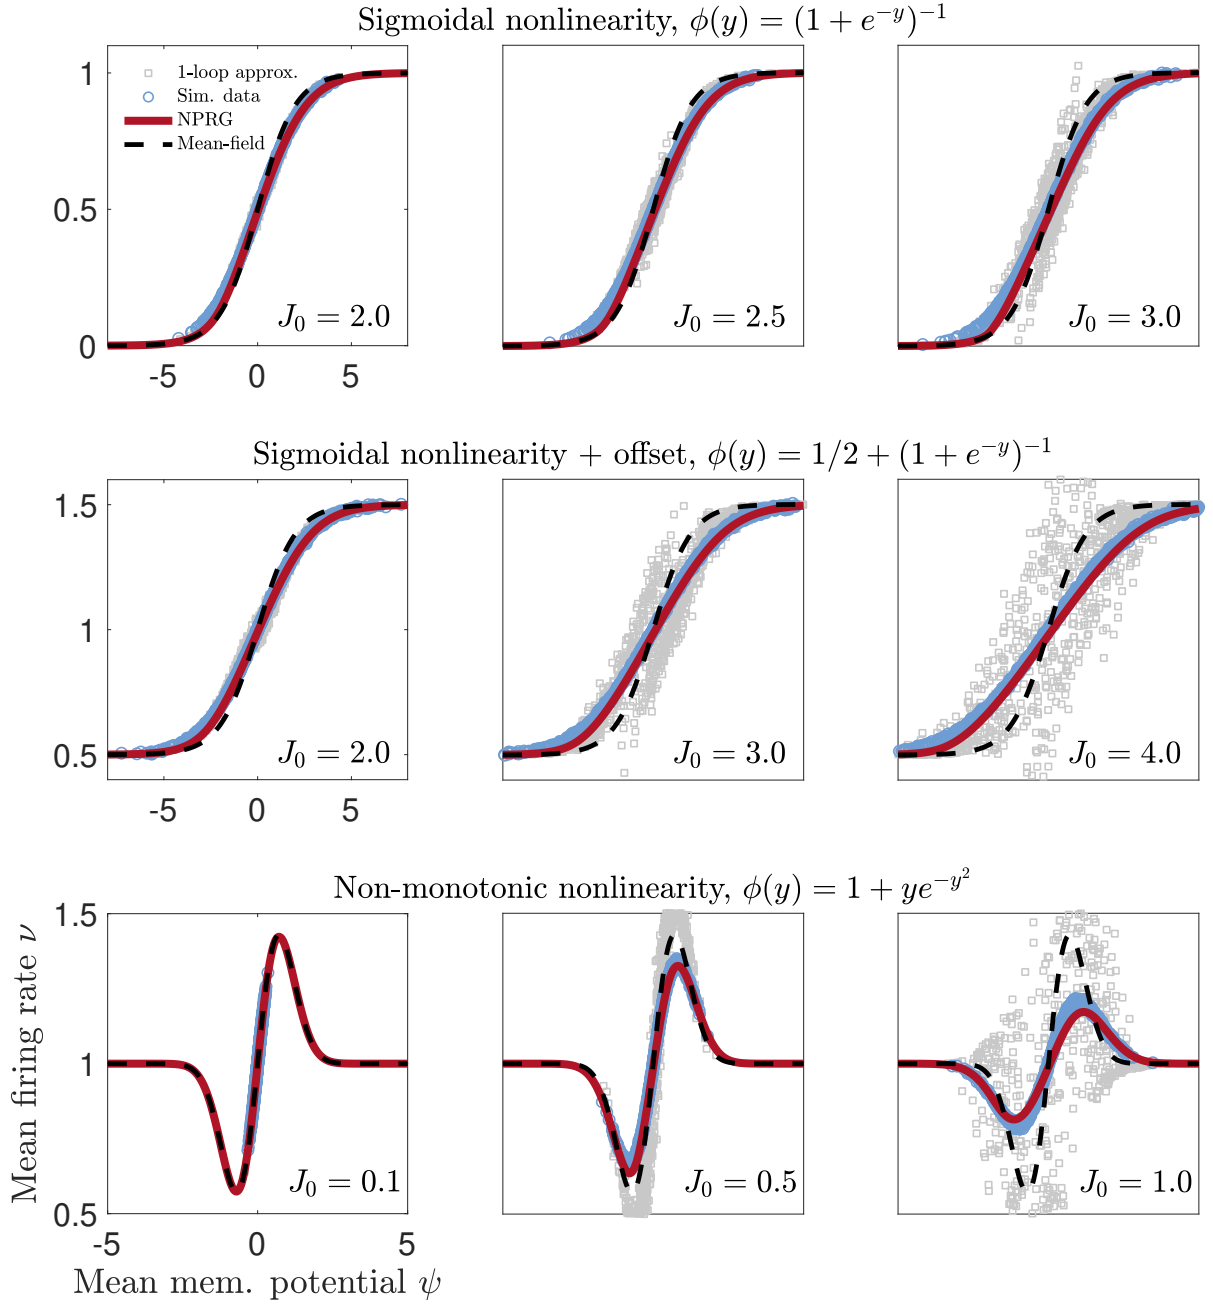 Sigmoidal nonlinearity, ϕ(y) = (1 + e^{-y})^{-1}
1
0.5
0
1-loop approx.
Sim. data
NPRG
Mean-field
J_0 = 2.0
J_0 = 2.5
J_0 = 3.0
-5 0 5
Sigmoidal nonlinearity + offset, ϕ(y) = 1/2 + (1 + e^{-y})^{-1}
1.5
1
0.5
J_0 = 2.0
J_0 = 3.0
J_0 = 4.0
-5 0 5
Non-monotonic nonlinearity, ϕ(y) = 1 + ye^{-y^2}
Mean firing rate ν
1.5
1
0.5
J_0 = 0.1
J_0 = 0.5
J_0 = 1.0
-5 0 5
Mean mem. potential ψ